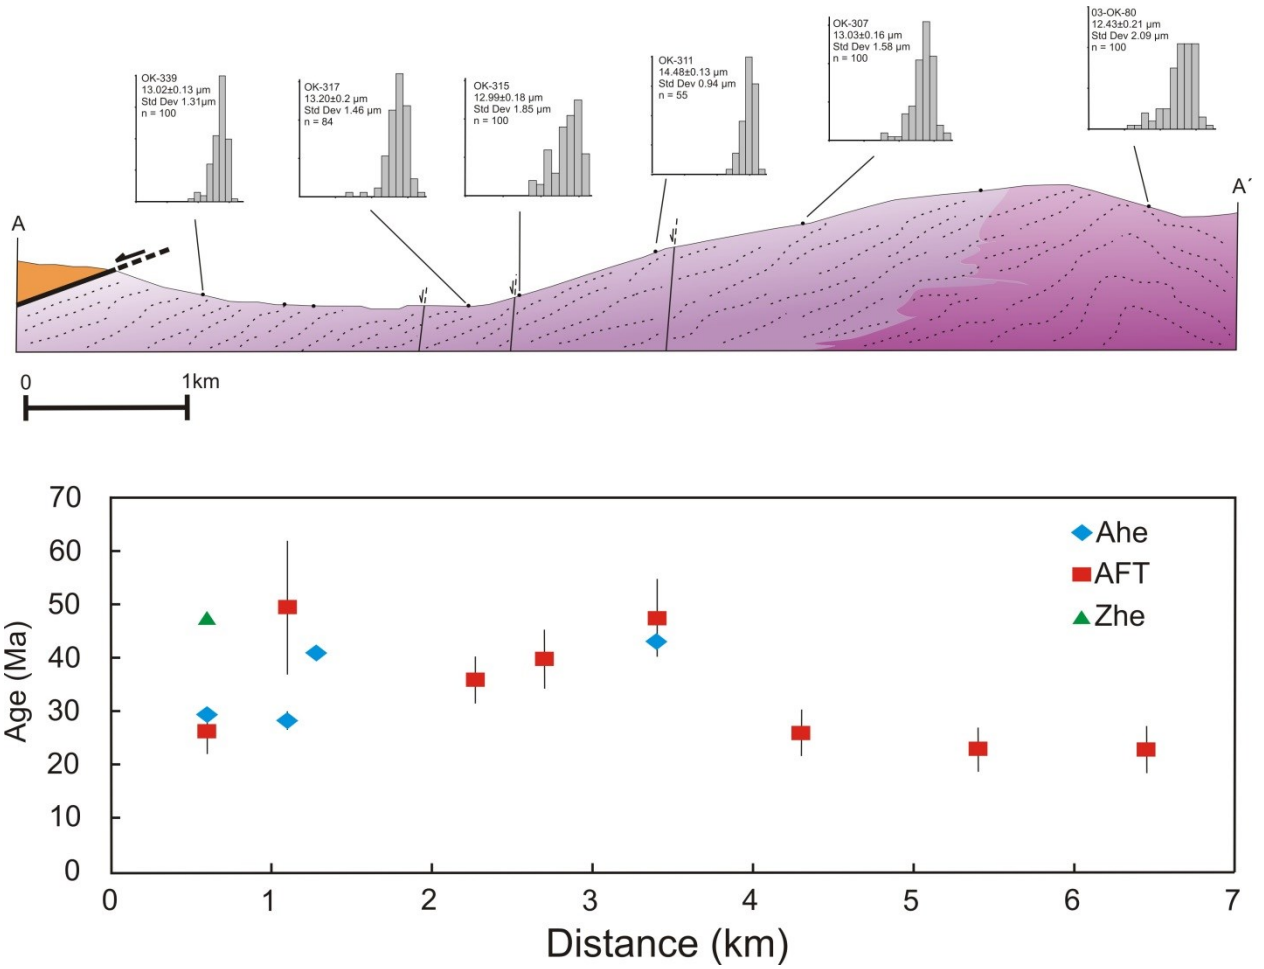 OK-339
13.02±0.13 µm
Std Dev 1.31µm
n = 100
OK-317
13.20±0.2 µm
Std Dev 1.46 µm
n = 84
OK-315
12.99±0.18 µm
Std Dev 1.85 µm
n = 100
OK-311
14.48±0.13 µm
Std Dev 0.94 µm
n = 55
OK-307
13.03±0.16 µm
Std Dev 1.58 µm
n = 100
03-OK-80
12.43±0.21 µm
Std Dev 2.09 µm
n = 100
A
A´
0
1km
70
60
50
40
30
20
10
0
Age (Ma)
Ahe
AFT
Zhe
0
1
2
3
4
5
6
7
Distance (km)